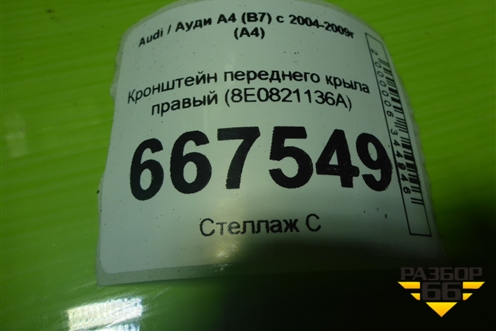 Audi / Ауди A4 (B7) с 2004-2009г
(A4)
Кронштейн переднего крыла
правый (8E0821136A)
667549
Стеллаж С
РАЗБОР
66